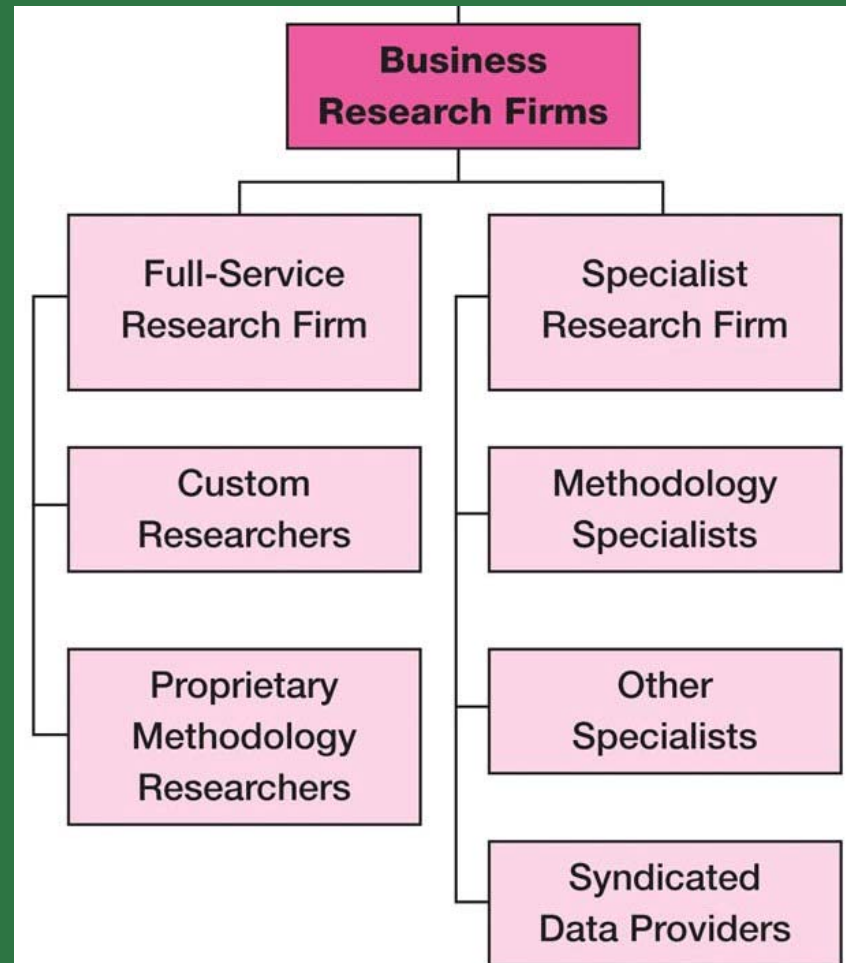 Business
Research Firms
Full-Service
Research Firm
Specialist
Research Firm
Custom
Researchers
Methodology
Specialists
Proprietary
Methodology
Researchers
Other
Specialists
Syndicated
Data Providers